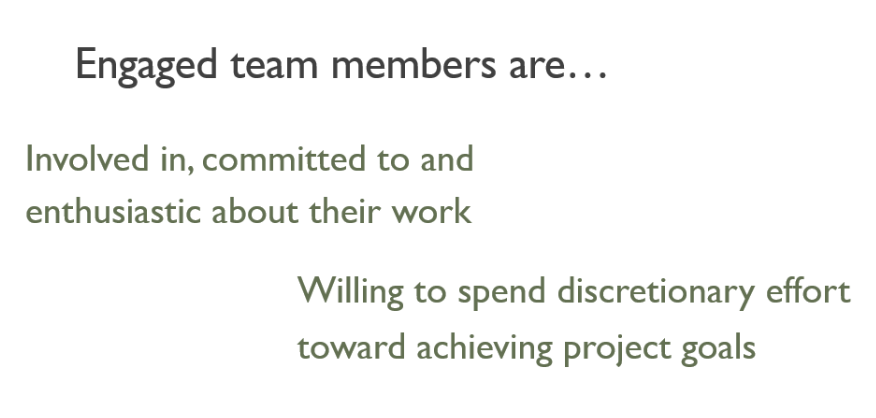 Engaged team members are…
Involved in, committed to and
enthusiastic about their work
Willing to spend discretionary effort
toward achieving project goals